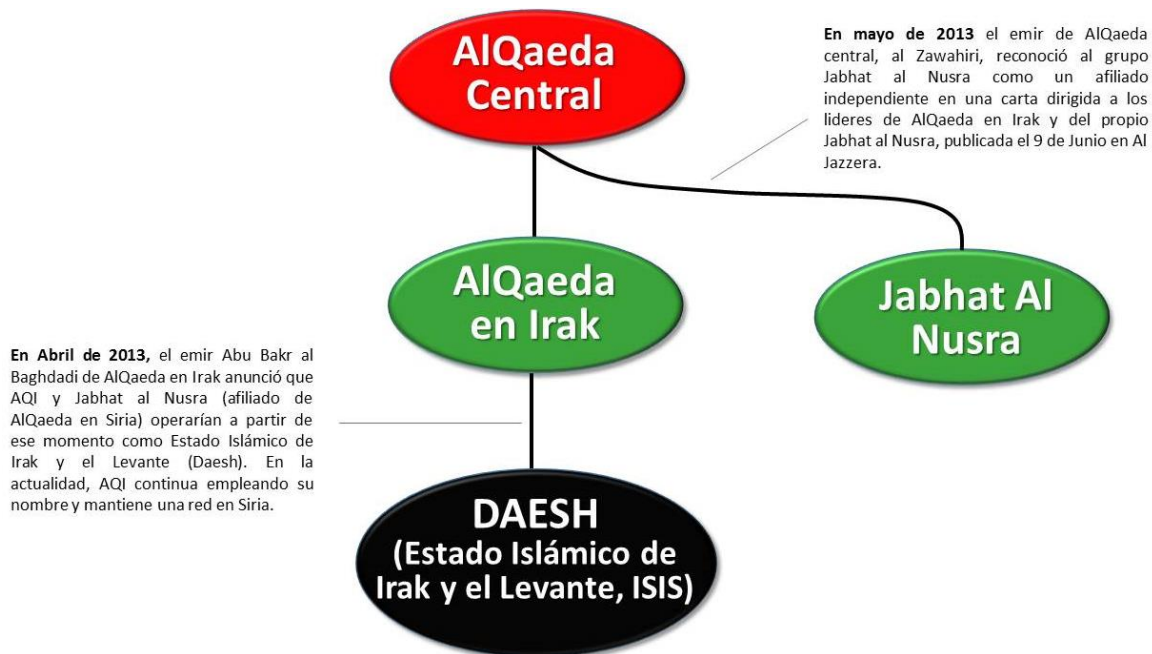 AlQaeda
Central
En mayo de 2013 el emir de AlQaeda
central, al Zawahiri, reconoció al grupo
Jabhat al Nusra como un afiliado
independiente en una carta dirigida a los
lideres de AlQaeda en Irak y del propio
Jabhat al Nusra, publicada el 9 de Junio en Al
Jazzera.
AlQaeda
en Irak
Jabhat Al
Nusra
En Abril de 2013, el emir Abu Bakr al
Baghdadi de AlQaeda en Irak anunció que
AQI y Jabhat al Nusra (afiliado de
AlQaeda en Siria) operarían a partir de
ese momento como Estado Islámico de
Irak y el Levante (Daesh). En la
actualidad, AQI continua empleando su
nombre y mantiene una red en Siria.
DAESH
(Estado Islámico de
Irak y el Levante, ISIS)